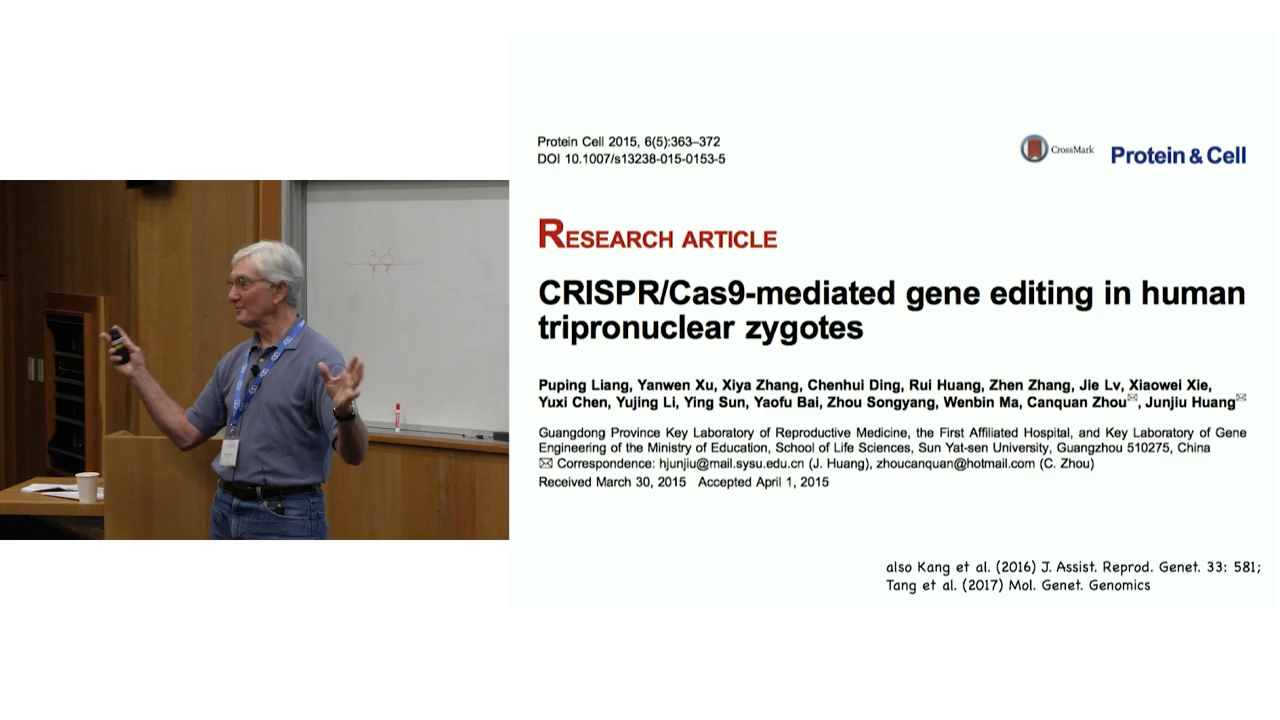 Protein Cell 2015, 6(5):363–372
DOI 10.1007/s13238-015-0153-5
CrossMark
Protein & Cell
RESEARCH ARTICLE
CRISPR/Cas9-mediated gene editing in human
tripronuclear zygotes
Puping Liang, Yanwen Xu, Xiya Zhang, Chenhui Ding, Rui Huang, Zhen Zhang, Jie Lv, Xiaowei Xie,
Yuxi Chen, Yujing Li, Ying Sun, Yaofu Bai, Zhou Songyang, Wenbin Ma, Canquan Zhou✉, Junjiu Huang✉
Guangdong Province Key Laboratory of Reproductive Medicine, the First Affiliated Hospital, and Key Laboratory of Gene
Engineering of the Ministry of Education, School of Life Sciences, Sun Yat-sen University, Guangzhou 510275, China
✉ Correspondence: hjunjiu@mail.sysu.edu.cn (J. Huang), zhoucanquan@hotmail.com (C. Zhou)
Received March 30, 2015 Accepted April 1, 2015
also Kang et al. (2016) J. Assist. Reprod. Genet. 33: 581;
Tang et al. (2017) Mol. Genet. Genomics